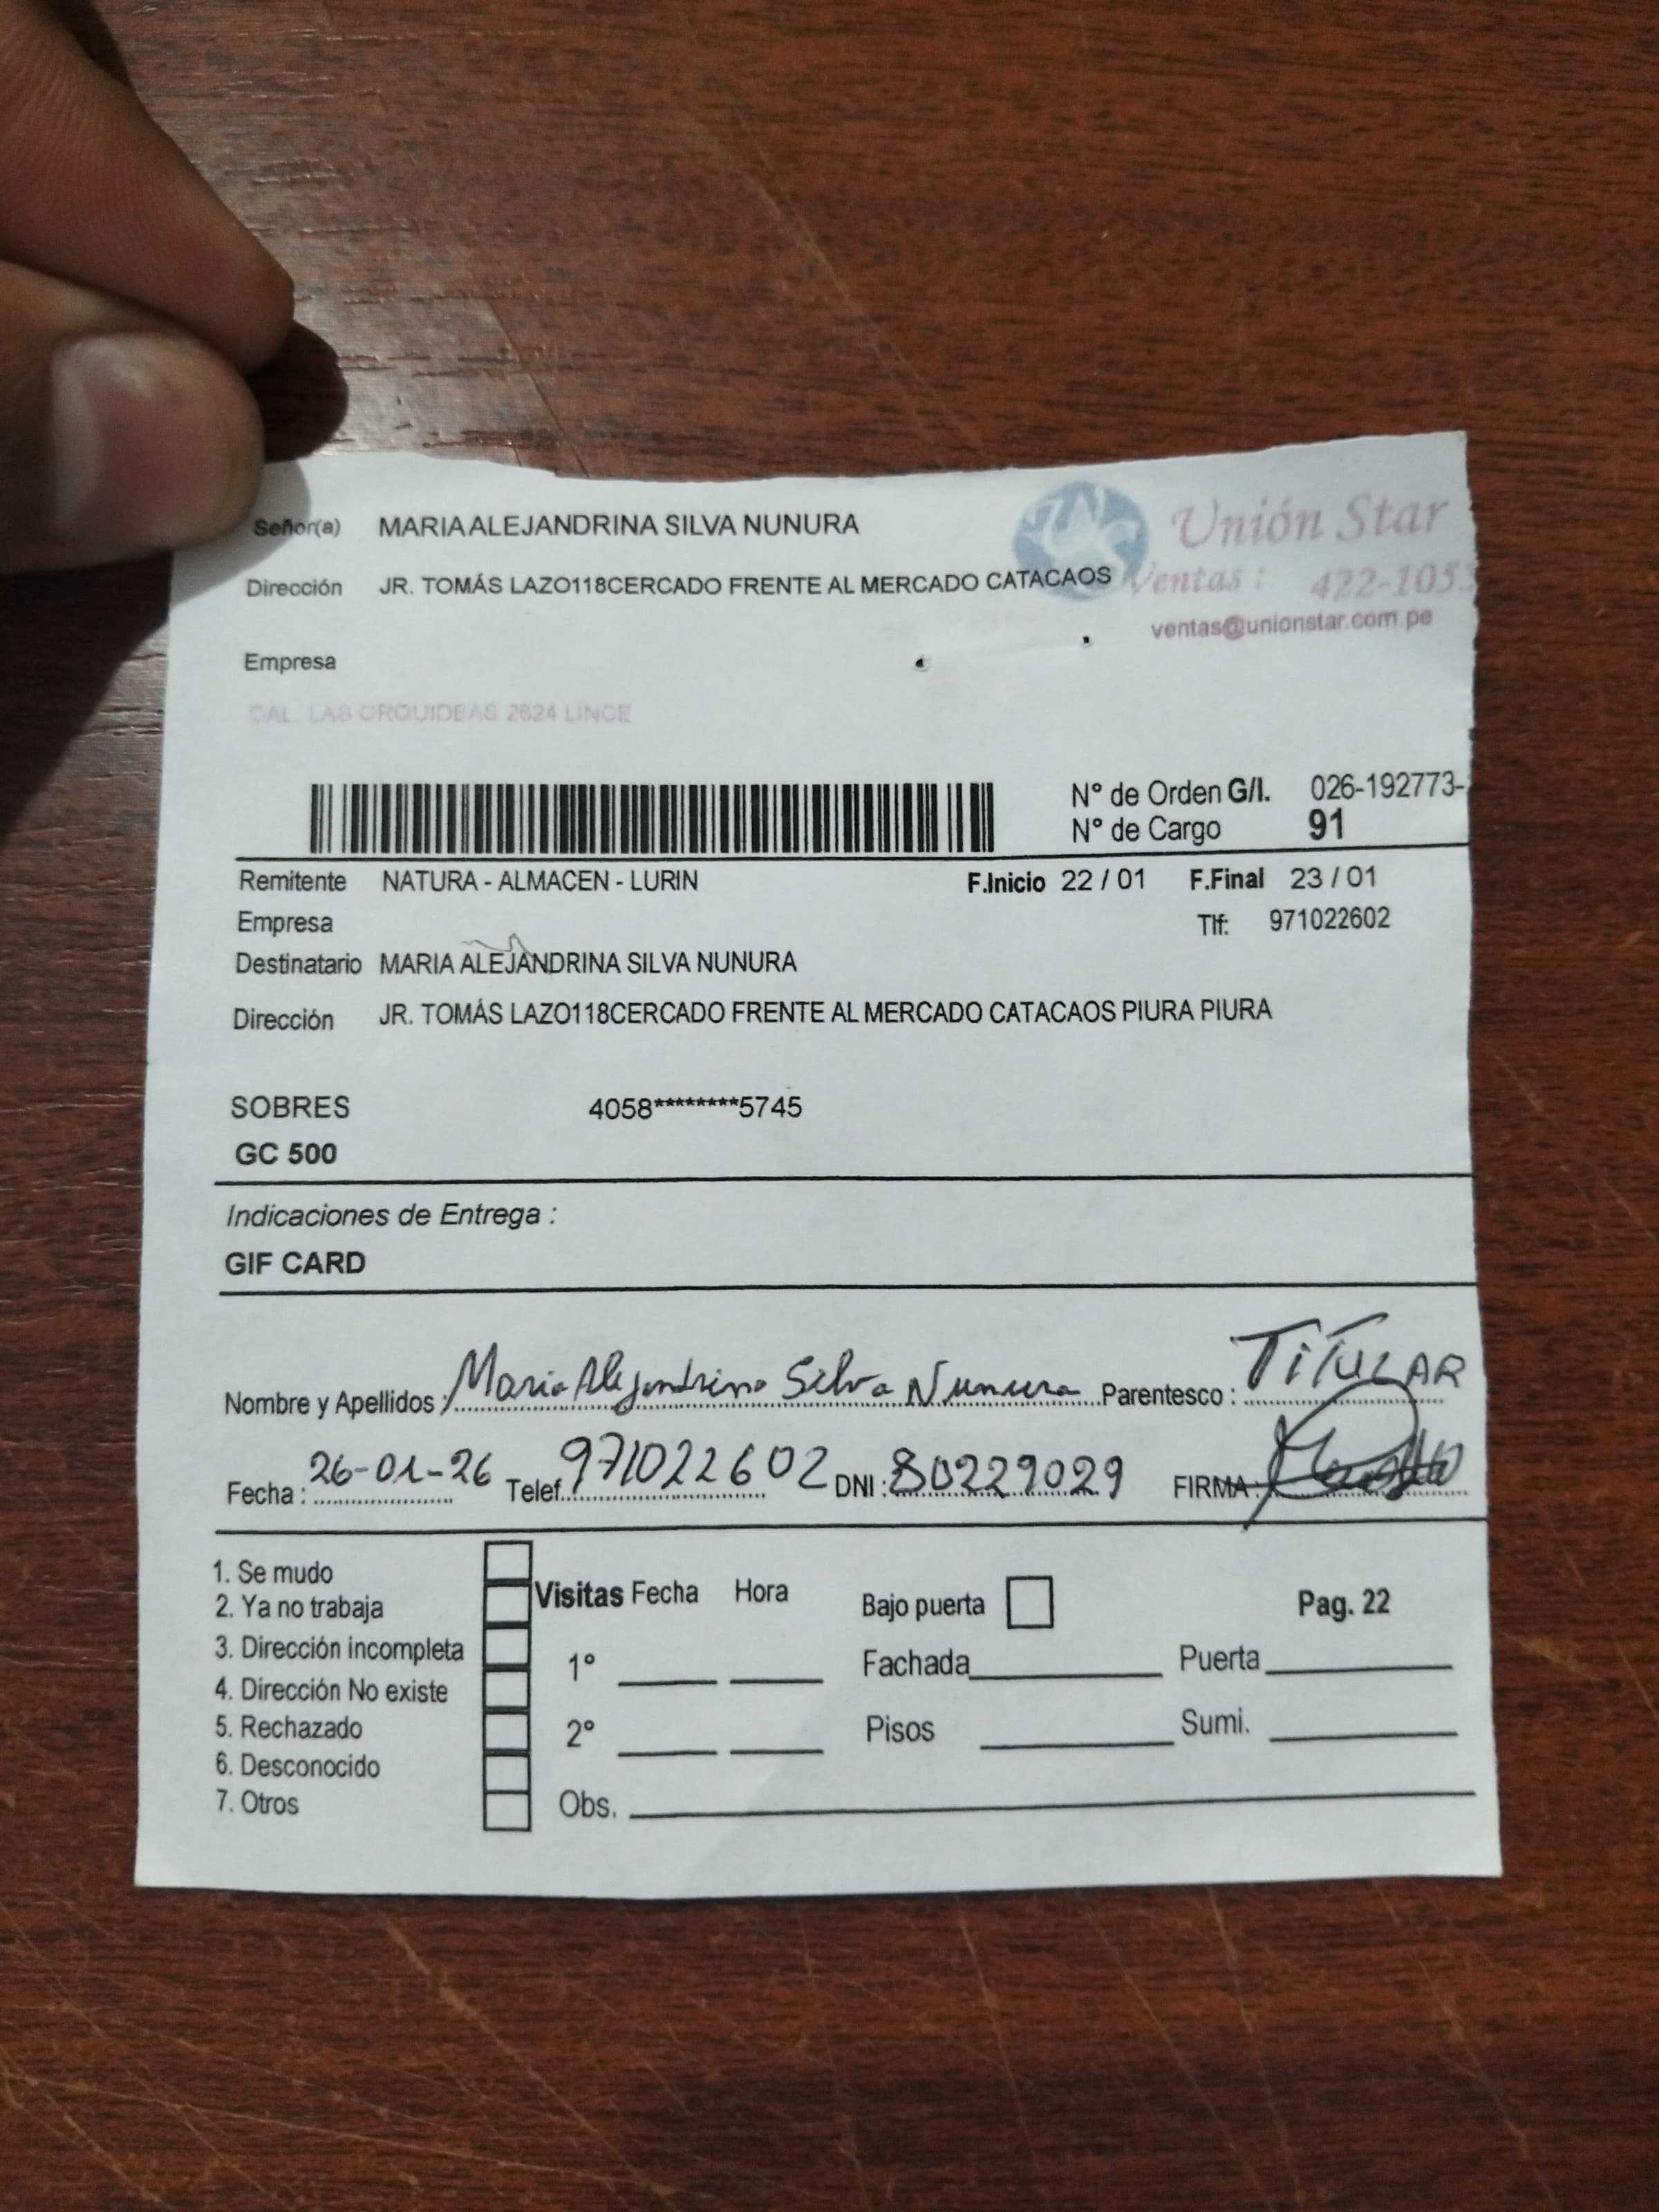 Señor(a) MARIA ALEJANDRINA SILVA NUNURA
Unión Star
Dirección JR. TOMÁS LAZO118CERCADO FRENTE AL MERCADO CATACAOS
Ventas : 422-105
ventas@unionstar.com.pe
Empresa
CAL. LAS ORQUIDEAS 2624 LINCE
N° de Orden G/I. 026-192773-
N° de Cargo 91
Remitente NATURA - ALMACEN - LURIN F.Inicio 22 / 01 F.Final 23 / 01
Empresa Tlf: 971022602
Destinatario MARIA ALEJANDRINA SILVA NUNURA
Dirección JR. TOMÁS LAZO118CERCADO FRENTE AL MERCADO CATACAOS PIURA PIURA
SOBRES 4058********5745
GC 500
Indicaciones de Entrega :
GIF CARD
Nombre y Apellidos : Maria Alejandrina Silva Nunura Parentesco : TITULAR
Fecha : 26-01-26 Telef. 971022602 DNI : 80229029 FIRMA :
1. Se mudo
2. Ya no trabaja
3. Dirección incompleta
4. Dirección No existe
5. Rechazado
6. Desconocido
7. Otros
Visitas Fecha Hora
1°
2°
Obs.
Bajo puerta Pag. 22
Fachada Puerta
Pisos Sumi.